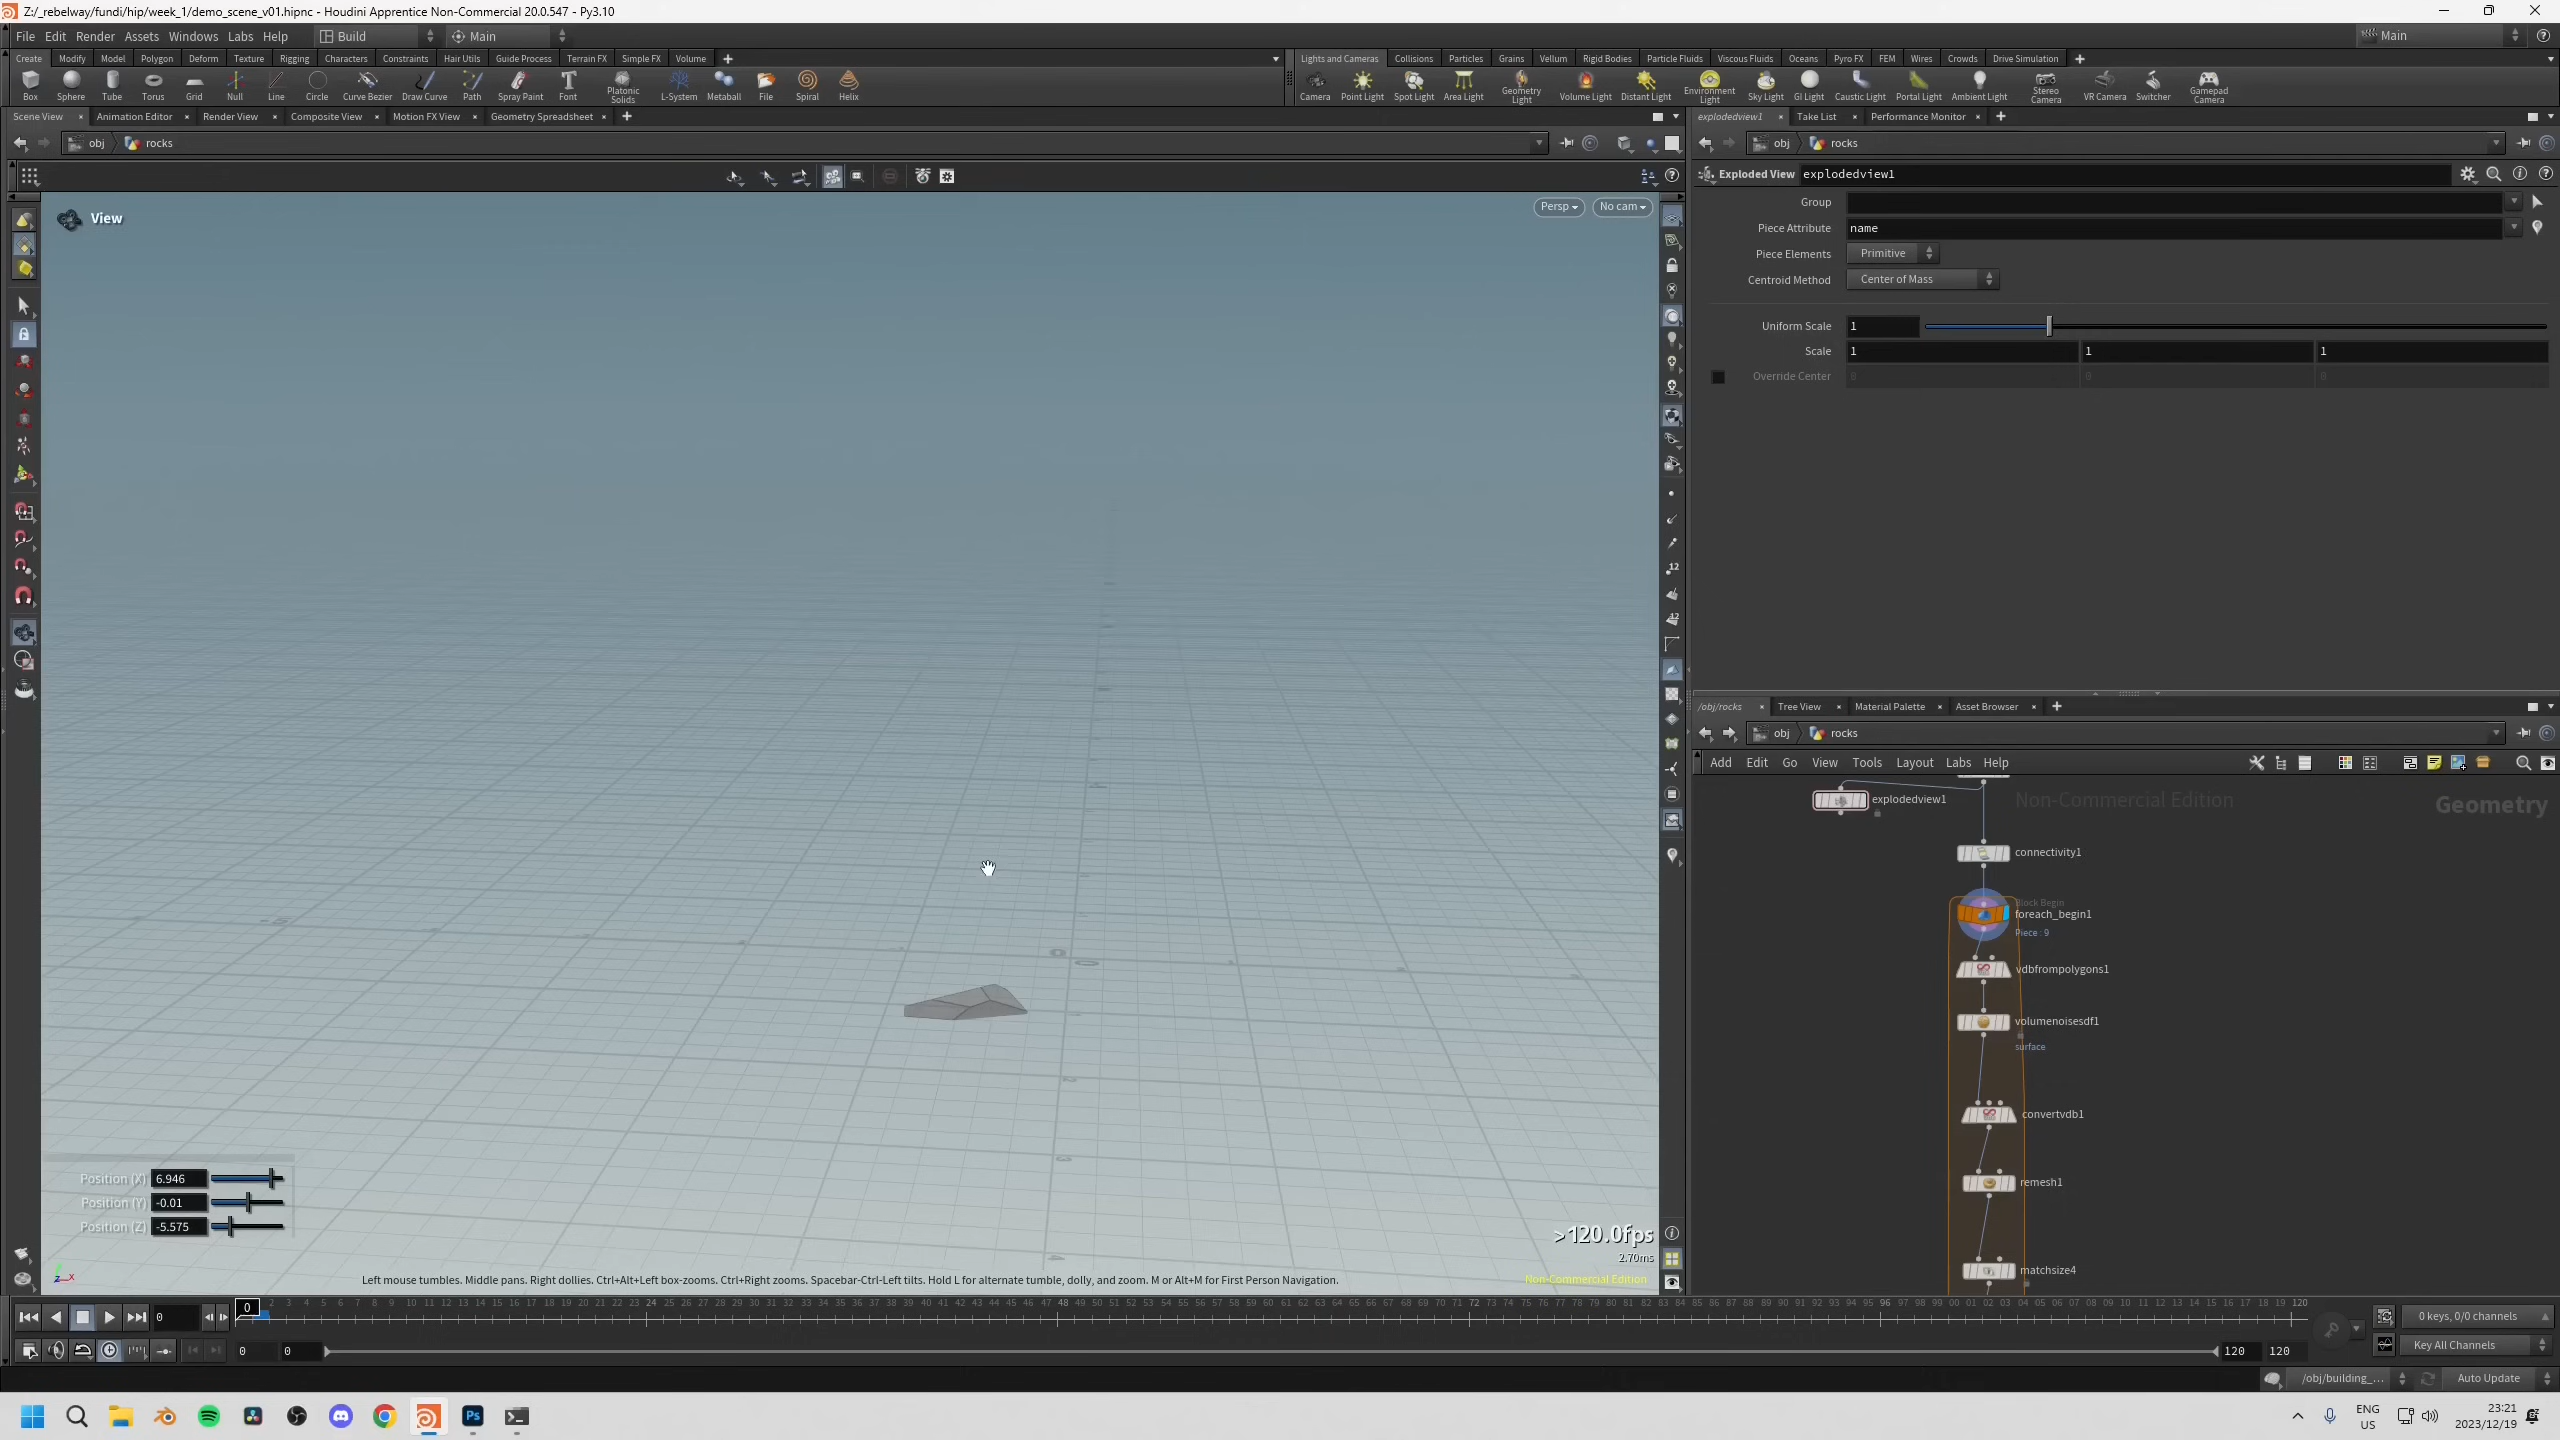 Z:/_rebelway/fundi/hip/week_1/demo_scene_v01.hipnc - Houdini Apprentice Non-Commercial 20.0.547 - Py3.10
File Edit Render Assets Windows Labs Help Build Main Main
Create Modify Model Polygon Deform Texture Rigging Characters Constraints Hair Utils Guide Process Terrain FX Simple FX Volume
Lights and Cameras Collisions Particles Grains Vellum Rigid Bodies Particle Fluids Viscous Fluids Oceans Pyro FX FEM Wires Crowds Drive Simulation
Box Sphere Tube Torus Grid Null Line Circle Curve Bezier Draw Curve Path Spray Paint Font Platonic Solids L-System Metaball File Spiral Helix
Camera Point Light Spot Light Area Light Geometry Light Volume Light Distant Light Environment Light Sky Light GI Light Caustic Light Portal Light Ambient Light Stereo Camera VR Camera Switcher Gamepad Camera
Scene View Animation Editor Render View Composite View Motion FX View Geometry Spreadsheet
explodedview1 Take List Performance Monitor
obj rocks
obj rocks
Exploded View explodedview1
View
Persp No cam
Group
Piece Attribute name
Piece Elements Primitive
Centroid Method Center of Mass
Uniform Scale 1
Scale 1 1 1
Override Center 0 0 0
/obj/rocks Tree View Material Palette Asset Browser
obj rocks
Add Edit Go View Tools Layout Labs Help
Non-Commercial Edition
Geometry
explodedview1
connectivity1
Block Begin
foreach_begin1
Piece : 9
vdbfrompolygons1
volumenoisesdf1
surface
convertvdb1
remesh1
matchsize4
Position (X) 6.946
Position (Y) -0.01
Position (Z) -5.575
>120.0fps
2.70ms
Non-Commercial Edition
Left mouse tumbles. Middle pans. Right dollies. Ctrl+Alt+Left box-zooms. Ctrl+Right zooms. Spacebar-Ctrl-Left tilts. Hold L for alternate tumble, dolly, and zoom. M or Alt+M for First Person Navigation.
0 0
0 keys, 0/0 channels
0 0 120 120
Key All Channels
/obj/building_... Auto Update
ENG
US
23:21
2023/12/19